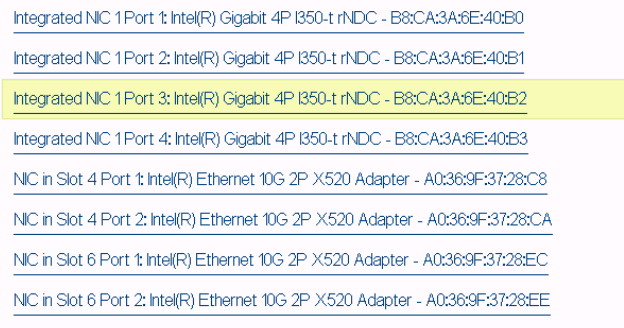 Integrated NIC 1 Port 1: Intel(R) Gigabit 4P I350-t rNDC - B8:CA:3A:6E:40:B0
Integrated NIC 1 Port 2: Intel(R) Gigabit 4P I350-t rNDC - B8:CA:3A:6E:40:B1
Integrated NIC 1 Port 3: Intel(R) Gigabit 4P I350-t rNDC - B8:CA:3A:6E:40:B2
Integrated NIC 1 Port 4: Intel(R) Gigabit 4P I350-t rNDC - B8:CA:3A:6E:40:B3
NIC in Slot 4 Port 1: Intel(R) Ethernet 10G 2P X520 Adapter - A0:36:9F:37:28:C8
NIC in Slot 4 Port 2: Intel(R) Ethernet 10G 2P X520 Adapter - A0:36:9F:37:28:CA
NIC in Slot 6 Port 1: Intel(R) Ethernet 10G 2P X520 Adapter - A0:36:9F:37:28:EC
NIC in Slot 6 Port 2: Intel(R) Ethernet 10G 2P X520 Adapter - A0:36:9F:37:28:EE